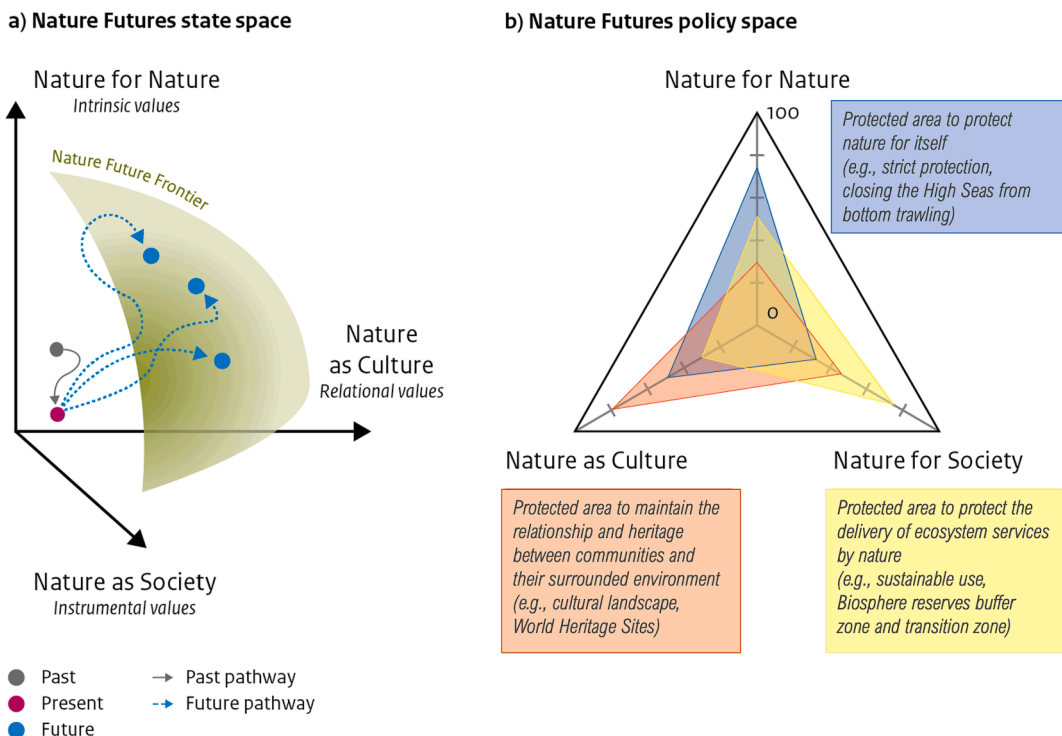 a) Nature Futures state space
Nature for Nature
Intrinsic values
Nature Future Frontier
Nature
as Culture
Relational values
Nature as Society
Instrumental values
Past
Present
Future
Past pathway
Future pathway
b) Nature Futures policy space
Nature for Nature
100
0
Protected area to protect
nature for itself
(e.g., strict protection,
closing the High Seas from
bottom trawling)
Nature as Culture
Protected area to maintain the
relationship and heritage
between communities and
their surrounded environment
(e.g., cultural landscape,
World Heritage Sites)
Nature for Society
Protected area to protect the
delivery of ecosystem services
by nature
(e.g., sustainable use,
Biosphere reserves buffer
zone and transition zone)